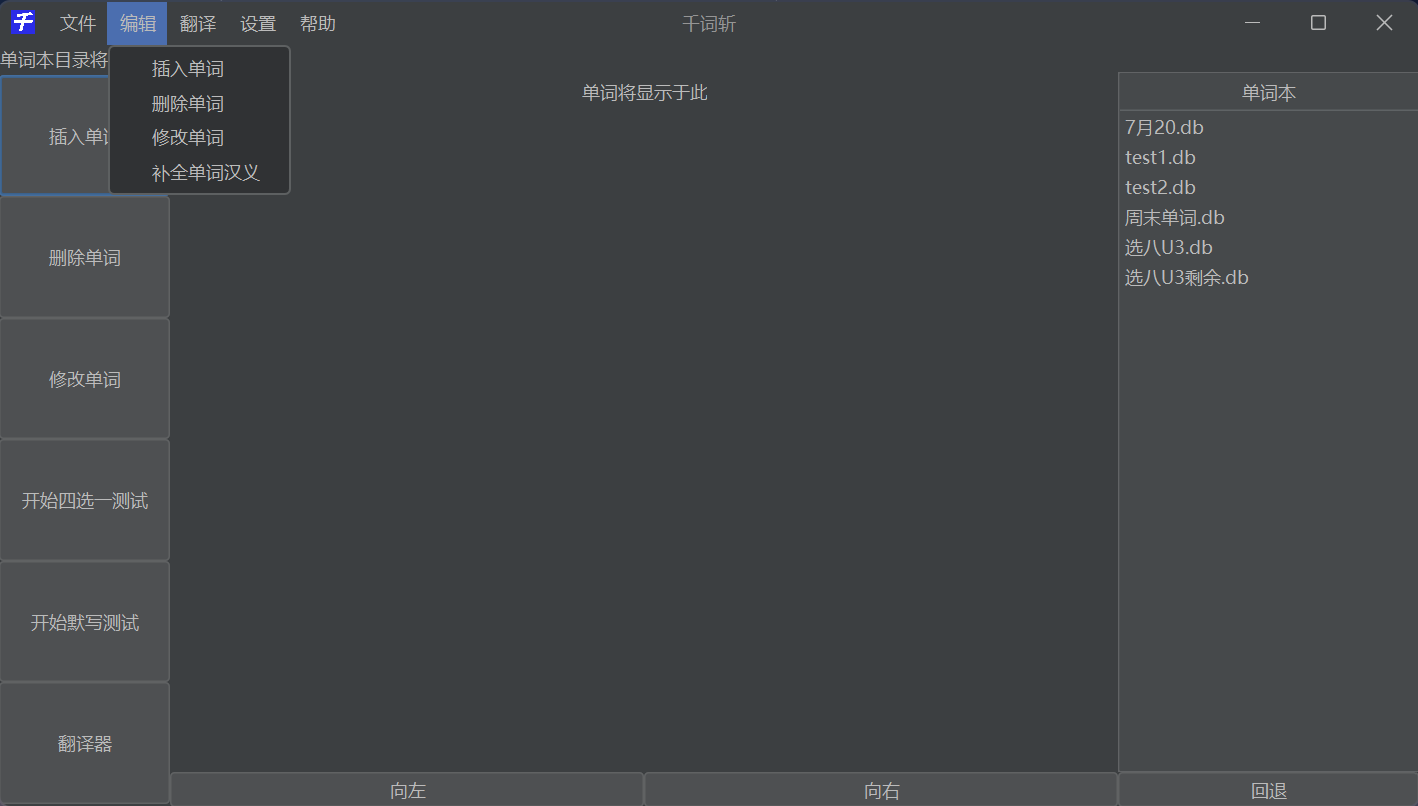 千 文件 编辑 翻译 设置 帮助 千词斩
单词本目录将
插入单词
删除单词
修改单词
补全单词汉义
插入单
删除单词
修改单词
开始四选一测试
开始默写测试
翻译器
单词将显示于此
单词本
7月20.db
test1.db
test2.db
周末单词.db
选八U3.db
选八U3剩余.db
向左 向右 回退